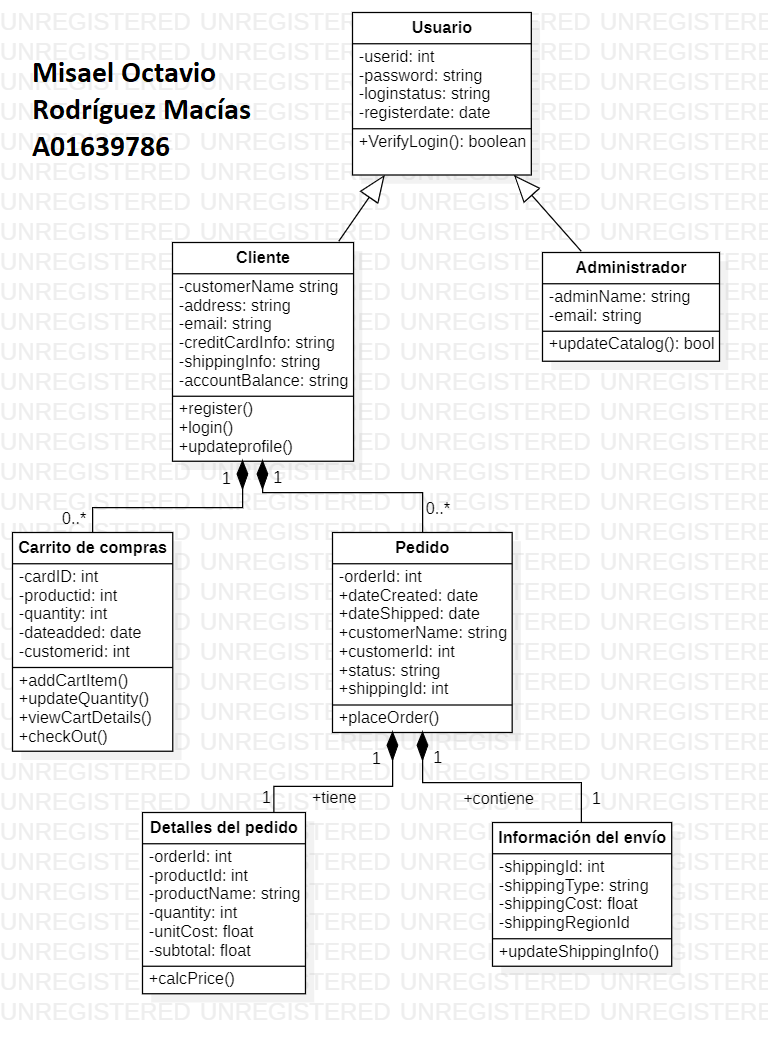 Misael Octavio
Rodríguez Macías
A01639786
Usuario
-userid: int
-password: string
-loginstatus: string
-registerdate: date
+VerifyLogin(): boolean
Cliente
-customerName string
-address: string
-email: string
-creditCardInfo: string
-shippingInfo: string
-accountBalance: string
+register()
+login()
+updateprofile()
Administrador
-adminName: string
-email: string
+updateCatalog(): bool
1
1
0..*
0..*
Carrito de compras
-cardID: int
-productid: int
-quantity: int
-dateadded: date
-customerid: int
+addCartItem()
+updateQuantity()
+viewCartDetails()
+checkOut()
Pedido
-orderId: int
+dateCreated: date
+dateShipped: date
+customerName: string
+customerId: int
+status: string
+shippingId: int
+placeOrder()
1
1
1
+tiene
+contiene
1
Detalles del pedido
-orderId: int
-productId: int
-productName: string
-quantity: int
-unitCost: float
-subtotal: float
+calcPrice()
Información del envío
-shippingId: int
-shippingType: string
-shippingCost: float
-shippingRegionId
+updateShippingInfo()
UNREGISTERED